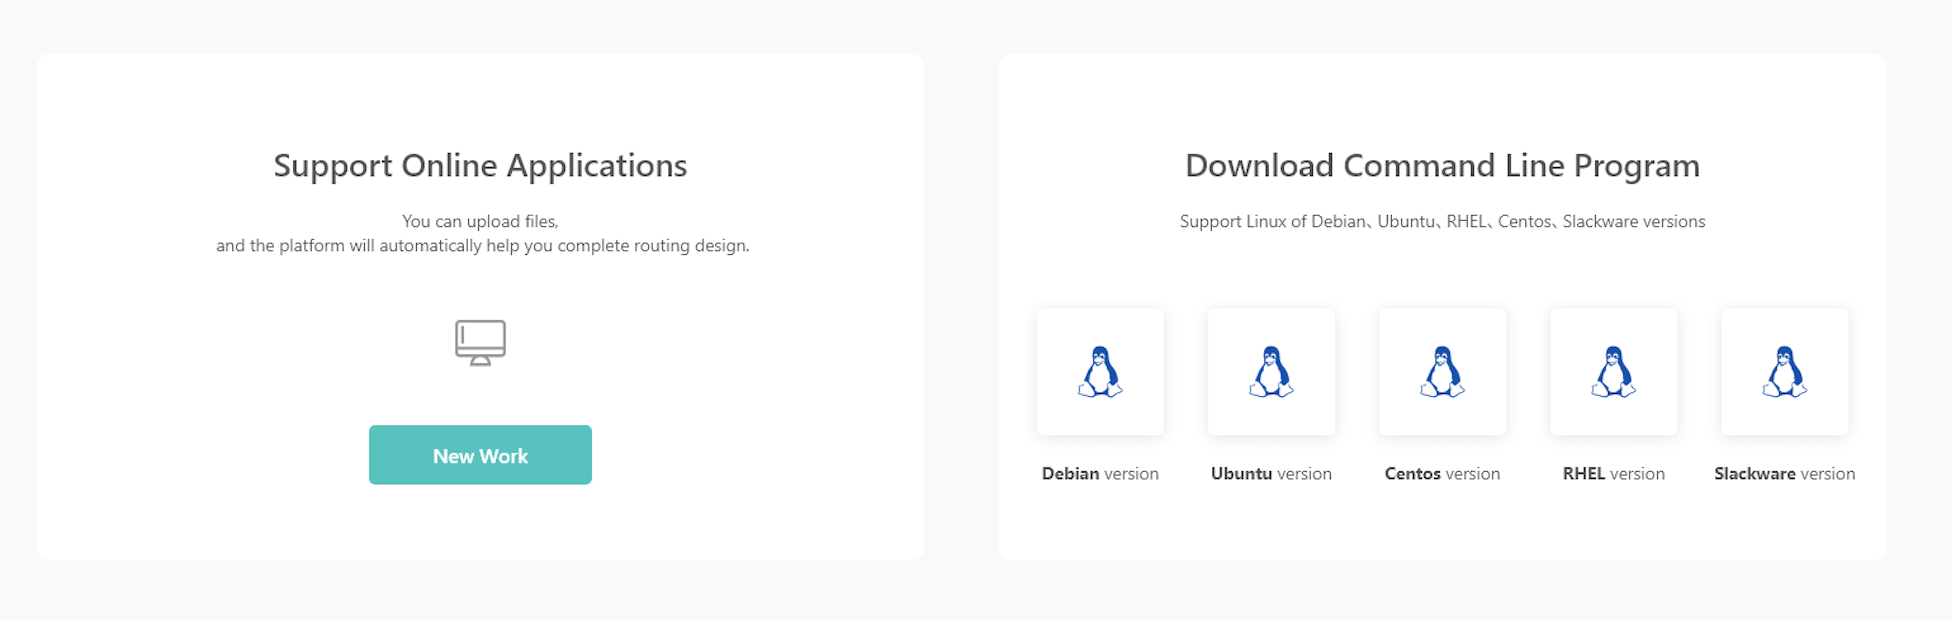 Support Online Applications
You can upload files,
and the platform will automatically help you complete routing design.
New Work
Download Command Line Program
Support Linux of Debian、Ubuntu、RHEL、Centos、Slackware versions
Debian version
Ubuntu version
Centos version
RHEL version
Slackware version